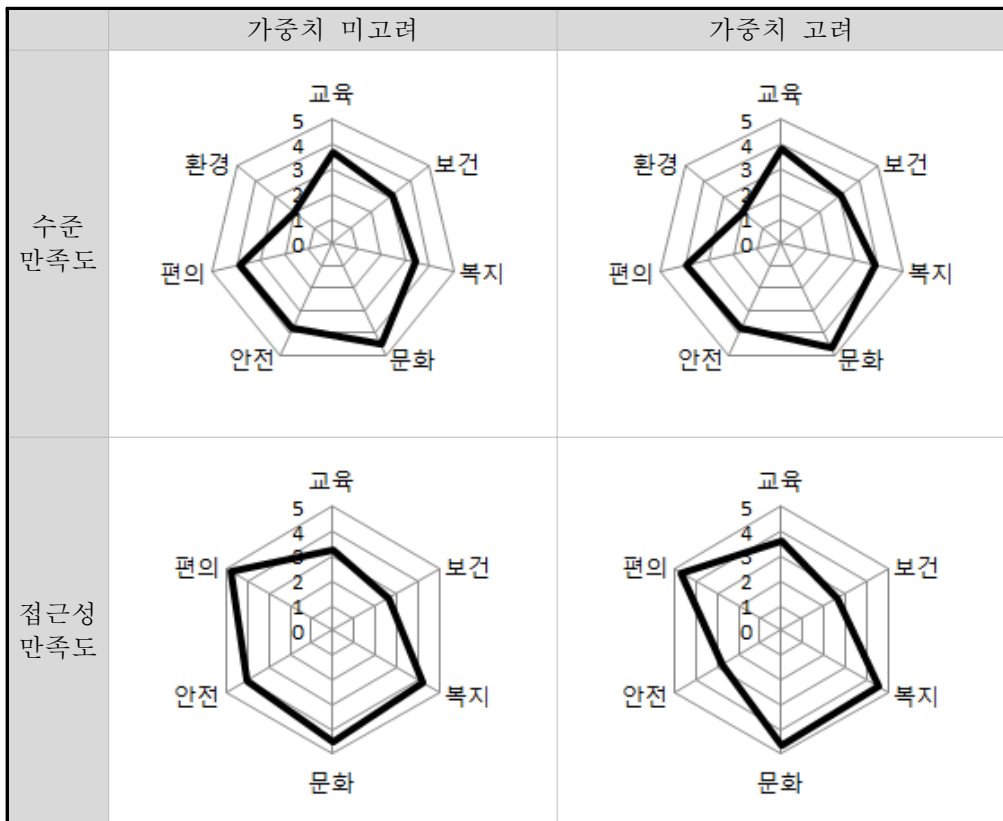 가중치 미고려
가중치 고려
수준
만족도
교육
보건
복지
문화
안전
편의
환경
5
4
3
2
1
0
교육
보건
복지
문화
안전
편의
환경
5
4
3
2
1
0
접근성
만족도
교육
보건
복지
문화
안전
편의
5
4
3
2
1
0
교육
보건
복지
문화
안전
편의
5
4
3
2
1
0